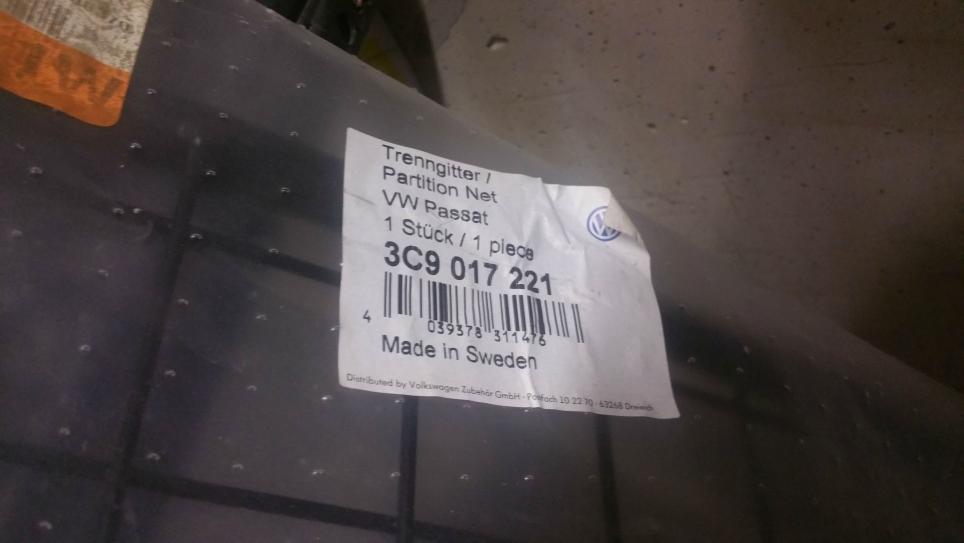 Trenngitter /
Partition Net
VW Passat
1 Stück / 1 piece
3C9 017 221
4 039378 311476
Made in Sweden
Distributed by Volkswagen Zubehör GmbH - Postfach 10 22 70 - 63268 Dreieich